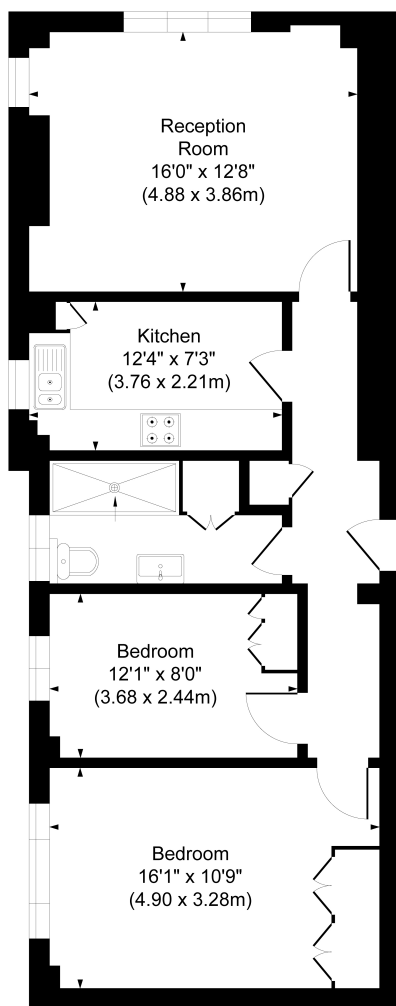 Reception
Room
16'0" x 12'8"
(4.88 x 3.86m)
Kitchen
12'4" x 7'3"
(3.76 x 2.21m)
Bedroom
12'1" x 8'0"
(3.68 x 2.44m)
Bedroom
16'1" x 10'9"
(4.90 x 3.28m)